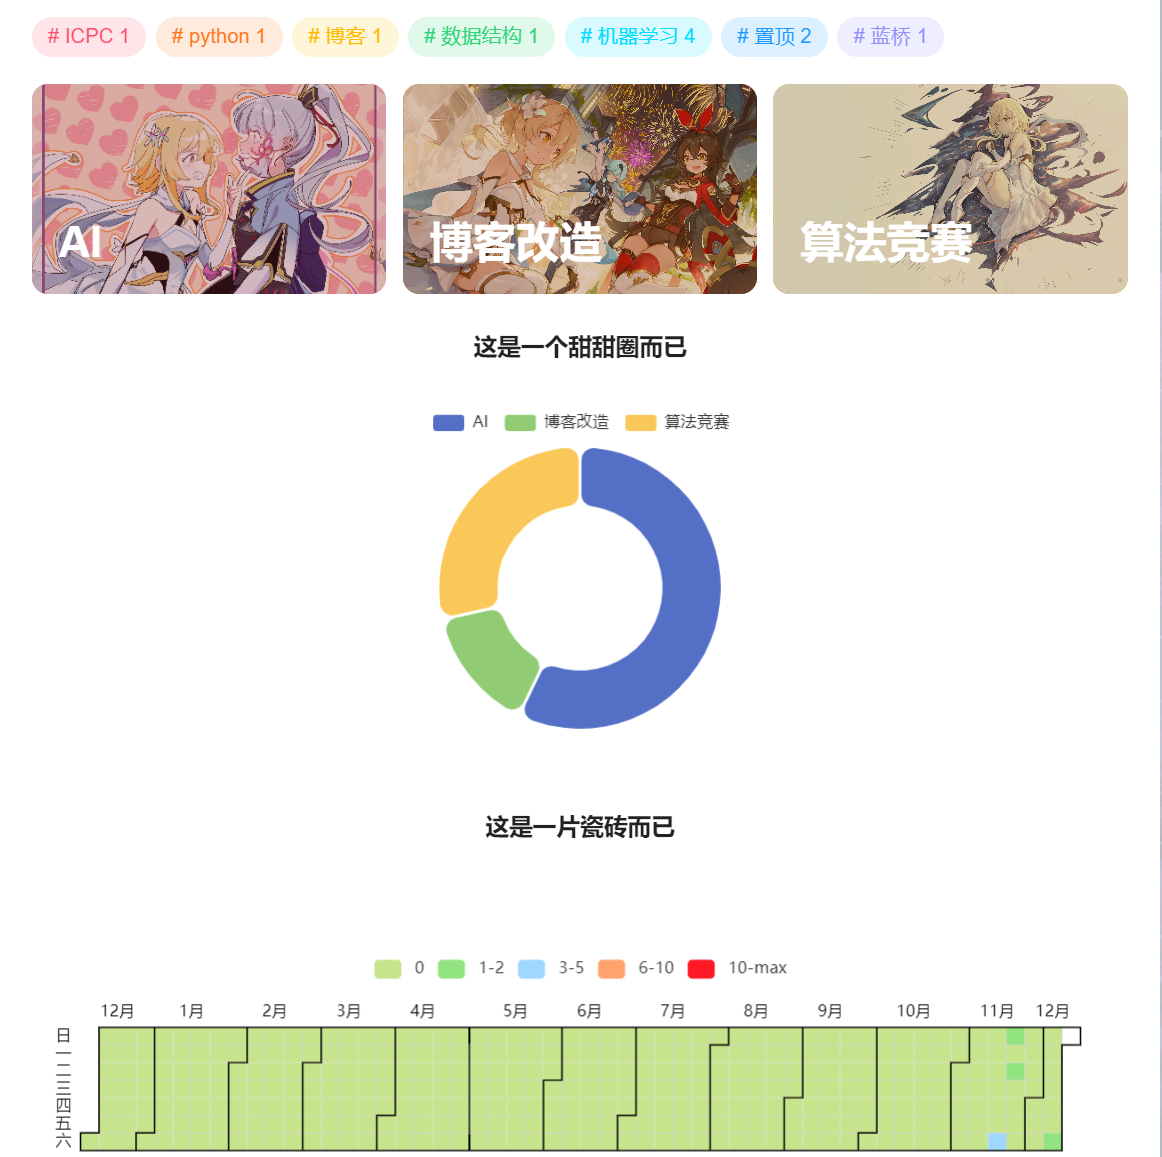 # ICPC 1 # python 1 # 博客 1 # 数据结构 1 # 机器学习 4 # 置顶 2 # 蓝桥 1
AI 博客改造 算法竞赛
这是一个甜甜圈而已
AI 博客改造 算法竞赛
这是一片瓷砖而已
0 1-2 3-5 6-10 10-max
12月 1月 2月 3月 4月 5月 6月 7月 8月 9月 10月 11月 12月
日
一
二
三
四
五
六